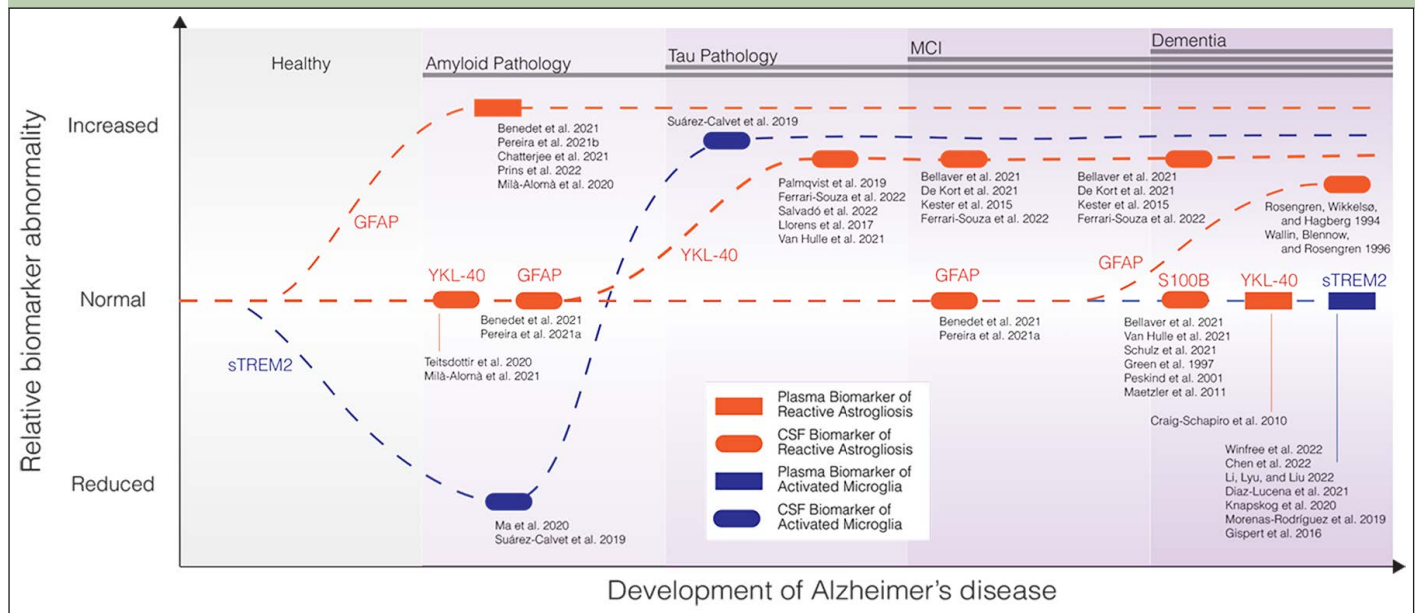 Healthy
Amyloid Pathology
Tau Pathology
MCI
Dementia
Relative biomarker abnormality
Increased
Normal
Reduced
Benedet et al. 2021
Pereira et al. 2021b
Chatterjee et al. 2021
Prins et al. 2022
Milà-Alomà et al. 2020
Suárez-Calvet et al. 2019
Palmqvist et al. 2019
Ferrari-Souza et al. 2022
Salvadó et al. 2022
Llorens et al. 2017
Van Hulle et al. 2021
Bellaver et al. 2021
De Kort et al. 2021
Kester et al. 2015
Ferrari-Souza et al. 2022
Bellaver et al. 2021
De Kort et al. 2021
Kester et al. 2015
Ferrari-Souza et al. 2022
Rosengren, Wikkelsø,
and Hagberg 1994
Wallin, Blennow,
and Rosengren 1996
GFAP
YKL-40
GFAP
YKL-40
GFAP
GFAP
S100B
YKL-40
sTREM2
sTREM2
Benedet et al. 2021
Pereira et al. 2021a
Teitsdottir et al. 2020
Milà-Alomà et al. 2021
Benedet et al. 2021
Pereira et al. 2021a
Bellaver et al. 2021
Van Hulle et al. 2021
Schulz et al. 2021
Green et al. 1997
Peskind et al. 2001
Maetzler et al. 2011
Craig-Schapiro et al. 2010
Winfree et al. 2022
Chen et al. 2022
Li, Lyu, and Liu 2022
Diaz-Lucena et al. 2021
Knapskog et al. 2020
Morenas-Rodríguez et al. 2019
Gispert et al. 2016
Ma et al. 2020
Suárez-Calvet et al. 2019
Plasma Biomarker of
Reactive Astrogliosis
CSF Biomarker of
Reactive Astrogliosis
Plasma Biomarker of
Activated Microglia
CSF Biomarker of
Activated Microglia
Development of Alzheimer's disease